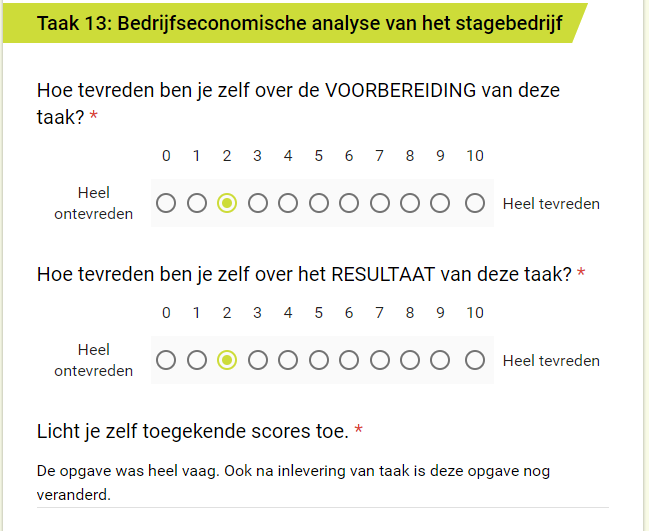 Taak 13: Bedrijfseconomische analyse van het stagebedrijf
Hoe tevreden ben je zelf over de VOORBEREIDING van deze
taak? *
0 1 2 3 4 5 6 7 8 9 10
Heel
ontevreden
Heel tevreden
Hoe tevreden ben je zelf over het RESULTAAT van deze taak? *
0 1 2 3 4 5 6 7 8 9 10
Heel
ontevreden
Heel tevreden
Licht je zelf toegekende scores toe. *
De opgave was heel vaag. Ook na inlevering van taak is deze opgave nog
veranderd.